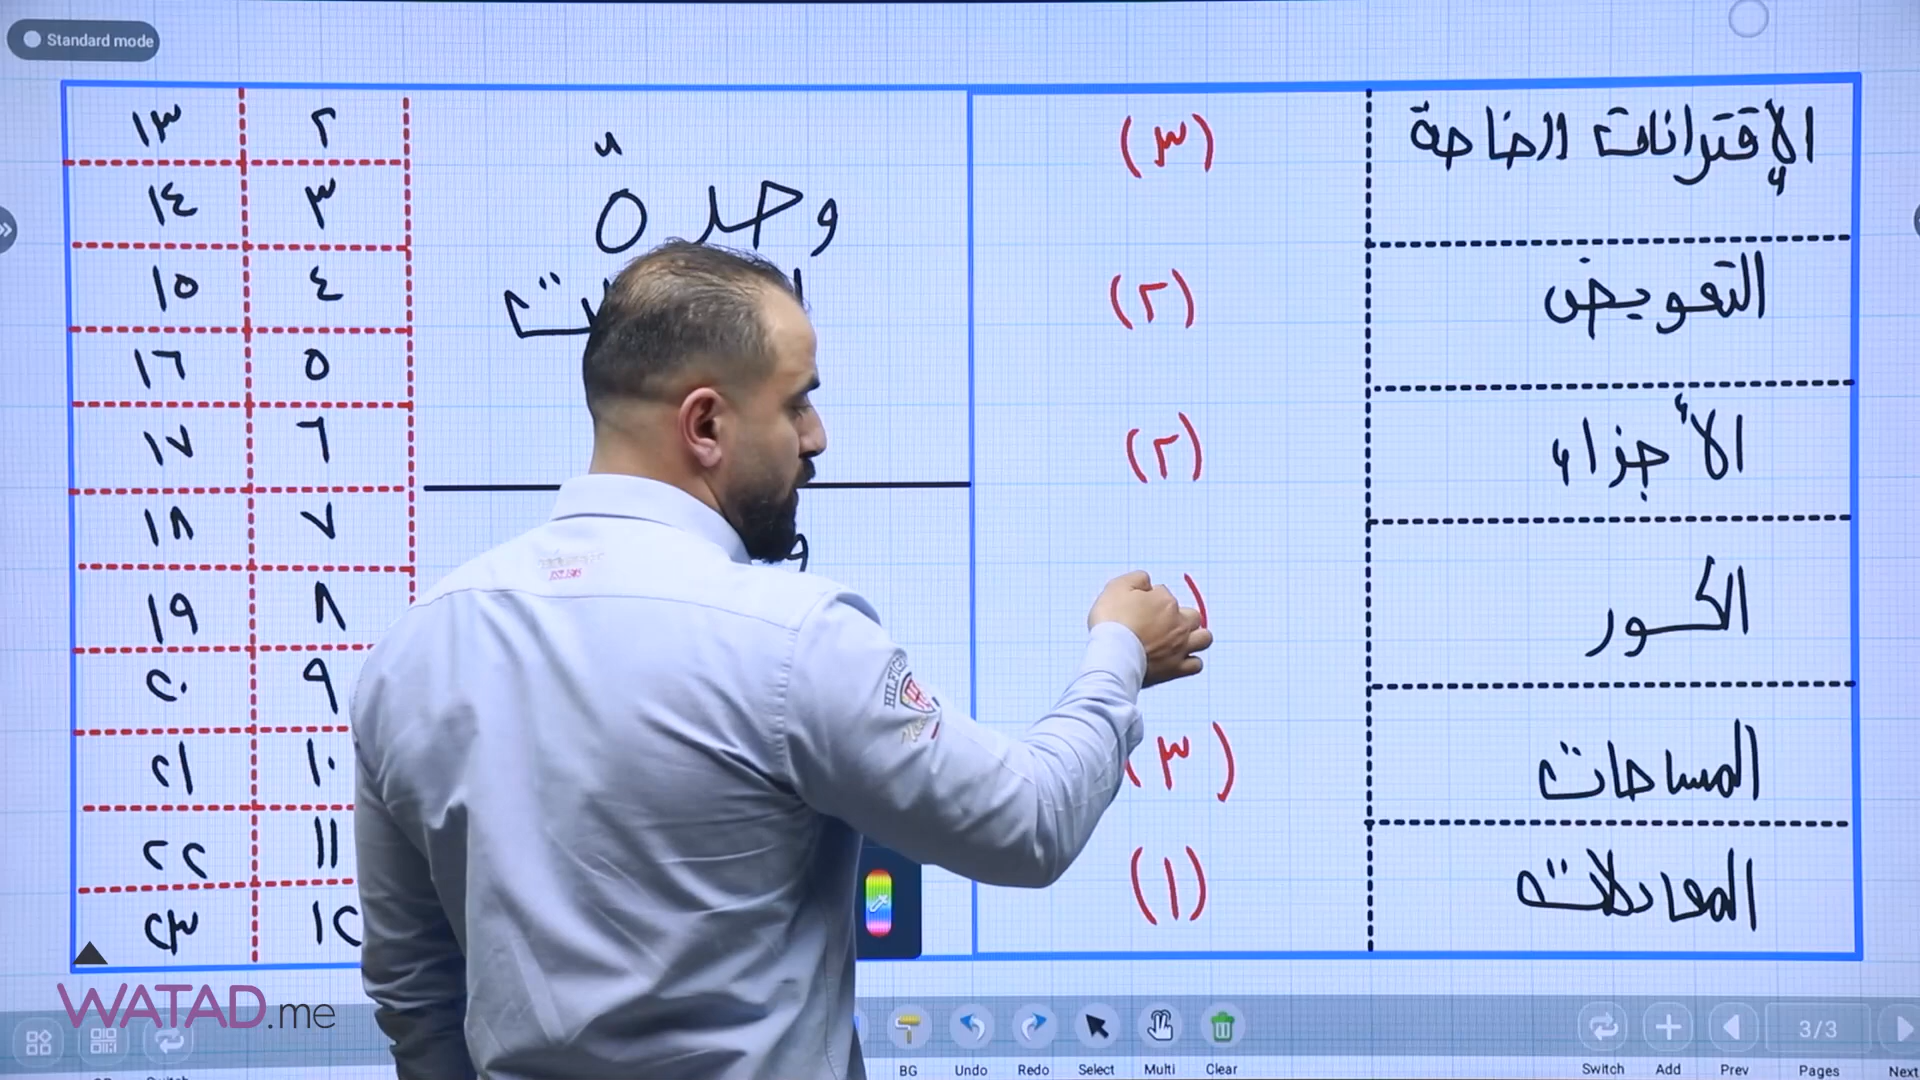 Standard mode
الإقترانات الخاصة (٣)
التعويض (٢)
الأجزاء (٢)
الكسور
المساحات (٣)
المعادلات (١)
وحدة
٢ ١٣
٣ ١٤
٤ ١٥
٥ ١٦
٦ ١٧
٧ ١٨
٨ ١٩
٩ ٢٠
١٠ ٢١
١١ ٢٢
١٢ ٢٣
HILFIGER
WATAD.me
BG Undo Redo Select Multi Clear
3/3
Switch Add Prev Pages Next